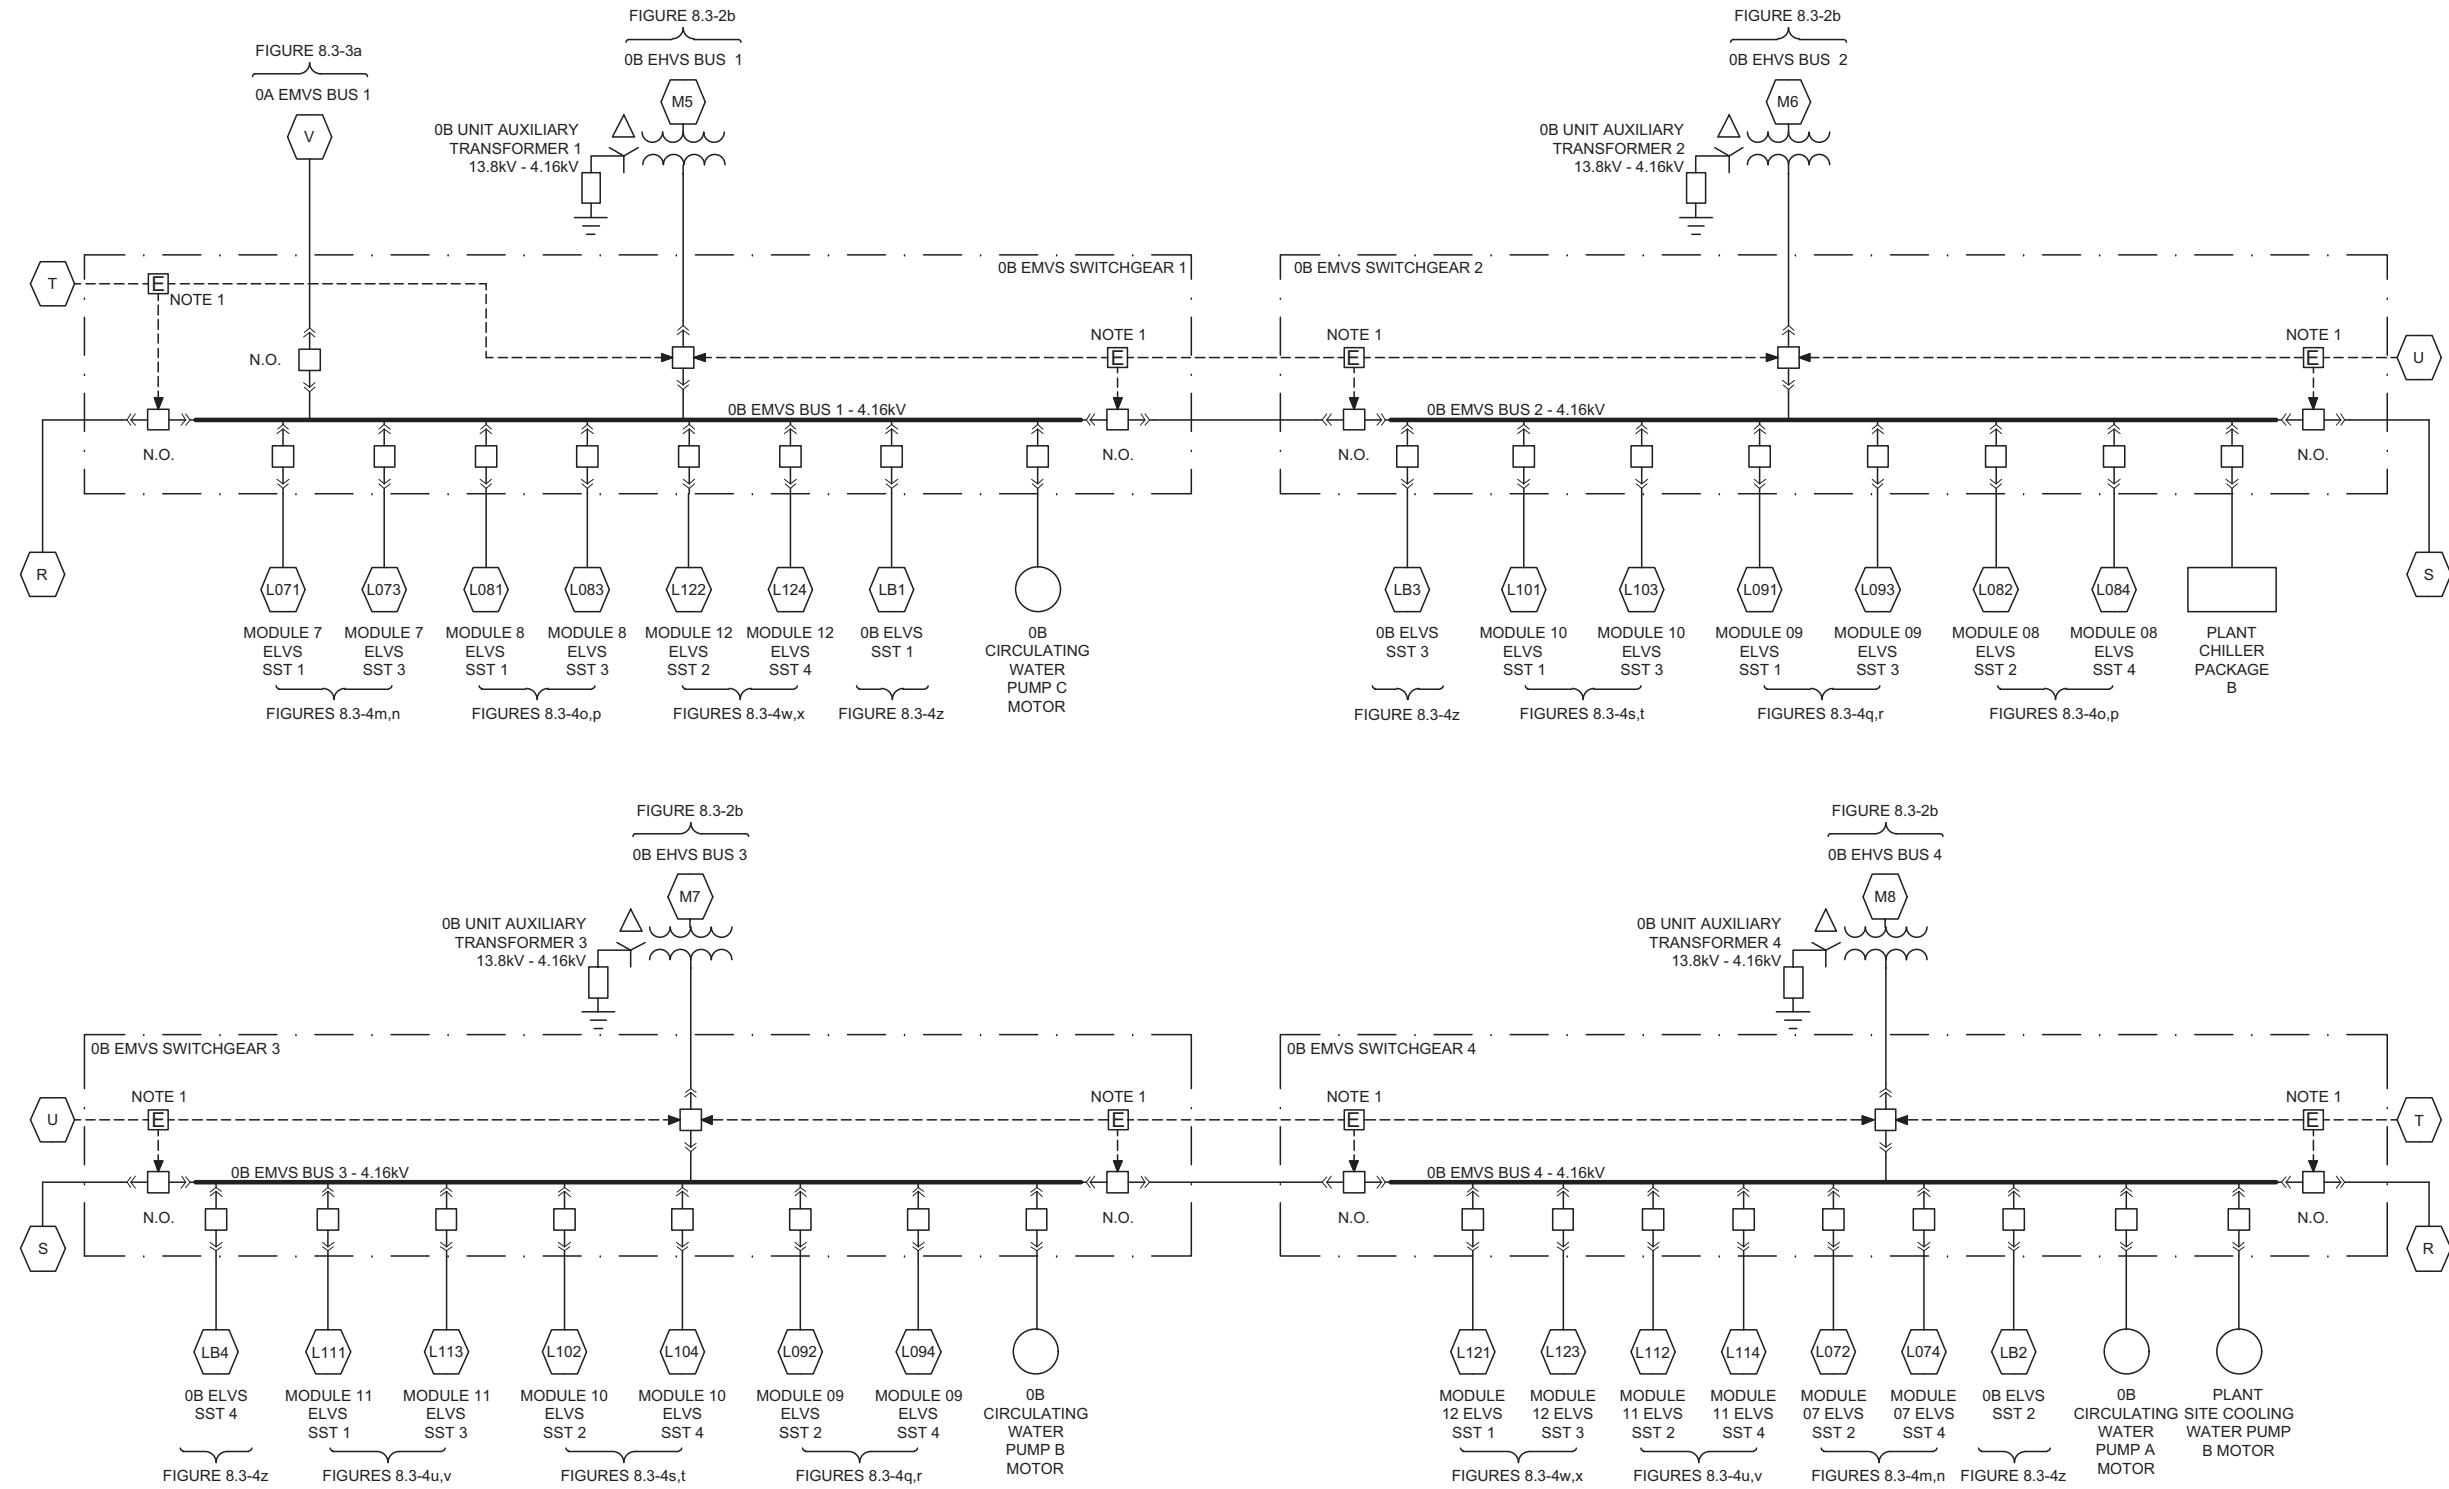 FIGURE 8.3-2b
0B EHVS BUS 1
M5
FIGURE 8.3-3a
0A EMVS BUS 1
V
0B UNIT AUXILIARY
TRANSFORMER 1
13.8kV - 4.16kV
FIGURE 8.3-2b
0B EHVS BUS 2
M6
0B UNIT AUXILIARY
TRANSFORMER 2
13.8kV - 4.16kV
0B EMVS SWITCHGEAR 1
T
E
NOTE 1
N.O.
NOTE 1
E
0B EMVS BUS 1 - 4.16kV
N.O.
N.O.
R
L071
L073
L081
L083
L122
L124
LB1
MODULE 7
ELVS
SST 1
MODULE 7
ELVS
SST 3
MODULE 8
ELVS
SST 1
MODULE 8
ELVS
SST 3
MODULE 12
ELVS
SST 2
MODULE 12
ELVS
SST 4
0B ELVS
SST 1
0B
CIRCULATING
WATER
PUMP C
MOTOR
FIGURES 8.3-4m,n
FIGURES 8.3-4o,p
FIGURES 8.3-4w,x
FIGURE 8.3-4z
0B EMVS SWITCHGEAR 2
NOTE 1
E
NOTE 1
E
U
0B EMVS BUS 2 - 4.16kV
N.O.
N.O.
S
LB3
L101
L103
L091
L093
L082
L084
0B ELVS
SST 3
MODULE 10
ELVS
SST 1
MODULE 10
ELVS
SST 3
MODULE 09
ELVS
SST 1
MODULE 09
ELVS
SST 3
MODULE 08
ELVS
SST 2
MODULE 08
ELVS
SST 4
PLANT
CHILLER
PACKAGE
B
FIGURE 8.3-4z
FIGURES 8.3-4s,t
FIGURES 8.3-4q,r
FIGURES 8.3-4o,p
FIGURE 8.3-2b
0B EHVS BUS 3
M7
0B UNIT AUXILIARY
TRANSFORMER 3
13.8kV - 4.16kV
FIGURE 8.3-2b
0B EHVS BUS 4
M8
0B UNIT AUXILIARY
TRANSFORMER 4
13.8kV - 4.16kV
0B EMVS SWITCHGEAR 3
NOTE 1
U
E
NOTE 1
E
0B EMVS BUS 3 - 4.16kV
N.O.
N.O.
S
LB4
L111
L113
L102
L104
L092
L094
0B ELVS
SST 4
MODULE 11
ELVS
SST 1
MODULE 11
ELVS
SST 3
MODULE 10
ELVS
SST 2
MODULE 10
ELVS
SST 4
MODULE 09
ELVS
SST 2
MODULE 09
ELVS
SST 4
0B
CIRCULATING
WATER
PUMP B
MOTOR
FIGURE 8.3-4z
FIGURES 8.3-4u,v
FIGURES 8.3-4s,t
FIGURES 8.3-4q,r
0B EMVS SWITCHGEAR 4
NOTE 1
E
NOTE 1
E
T
0B EMVS BUS 4 - 4.16kV
N.O.
N.O.
R
L121
L123
L112
L114
L072
L074
LB2
MODULE
12 ELVS
SST 1
MODULE
12 ELVS
SST 3
MODULE
11 ELVS
SST 2
MODULE
11 ELVS
SST 4
MODULE
07 ELVS
SST 2
MODULE
07 ELVS
SST 4
0B ELVS
SST 2
0B
CIRCULATING
WATER
PUMP A
MOTOR
PLANT
SITE COOLING
WATER PUMP
B MOTOR
FIGURES 8.3-4w,x
FIGURES 8.3-4u,v
FIGURES 8.3-4m,n
FIGURE 8.3-4z